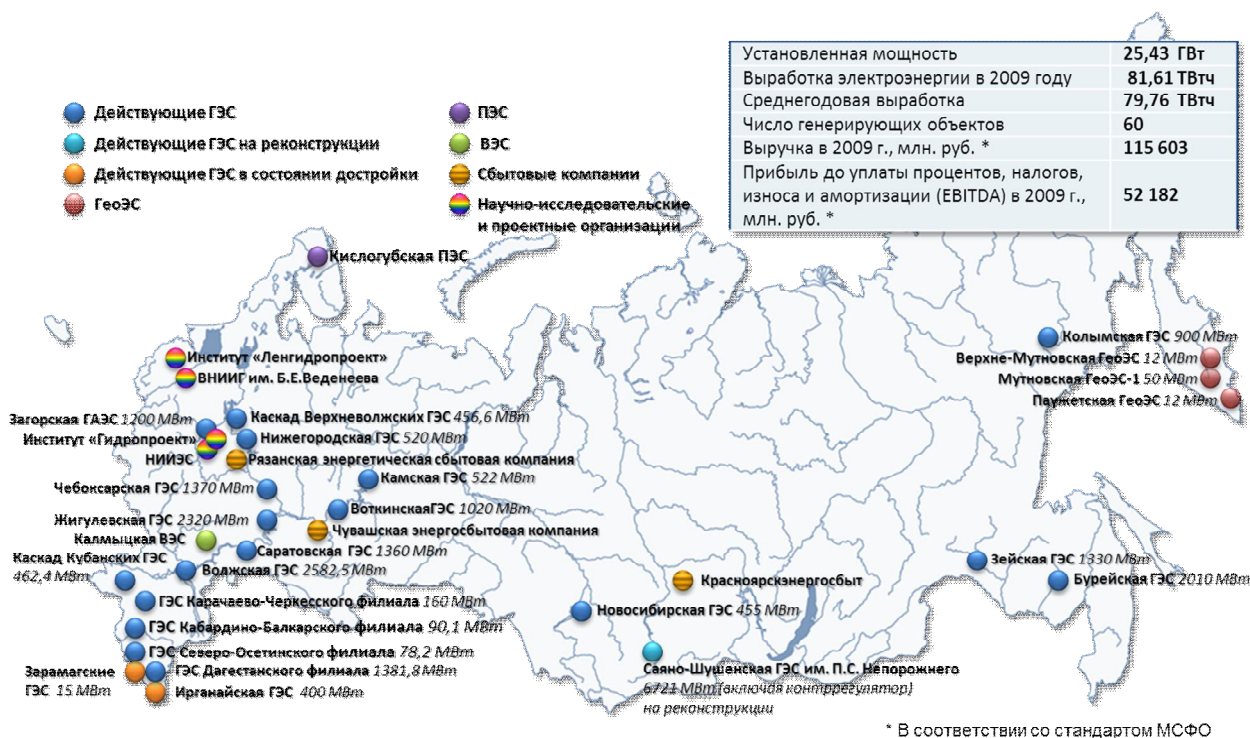 Установленная мощность 25,43 ГВт
Выработка электроэнергии в 2009 году 81,61 ТВтч
Среднегодовая выработка 79,76 ТВтч
Число генерирующих объектов 60
Выручка в 2009 г., млн. руб. * 115 603
Прибыль до уплаты процентов, налогов,
износа и амортизации (EBITDA) в 2009 г., 52 182
млн. руб. *
Действующие ГЭС
Действующие ГЭС на реконструкции
Действующие ГЭС в состоянии достройки
ГеоЭС
ПЭС
ВЭС
Сбытовые компании
Научно-исследовательские
и проектные организации
Кислогубская ПЭС
Колымская ГЭС 900 МВт
Верхне-Мутновская ГеоЭС 12 МВт
Мутновская ГеоЭС-1 50 МВт
Паужетская ГеоЭС 12 МВт
Институт «Ленгидропроект»
ВНИИГ им. Б.Е.Веденеева
Загорская ГАЭС 1200 МВт
Каскад Верхневолжских ГЭС 456,6 МВт
Институт «Гидропроект»
Нижегородская ГЭС 520 МВт
НИИЭС
Рязанская энергетическая сбытовая компания
Камская ГЭС 522 МВт
Чебоксарская ГЭС 1370 МВт
ВоткинскаяГЭС 1020 МВт
Жигулевская ГЭС 2320 МВт
Чувашская энергосбытовая компания
Калмыцкая ВЭС
Саратовская ГЭС 1360 МВт
Каскад Кубанских ГЭС
462,4 МВт
Волжская ГЭС 2582,5 МВт
ГЭС Карачаево-Черкесского филиала 160 МВт
ГЭС Кабардино-Балкарского филиала 90,1 МВт
ГЭС Северо-Осетинского филиала 78,2 МВт
Зарамагские
ГЭС 15 МВт
ГЭС Дагестанского филиала 1381,8 МВт
Ирганайская ГЭС 400 МВт
Красноярскэнергосбыт
Новосибирская ГЭС 455 МВт
Саяно-Шушенская ГЭС им. П.С. Непорожнего
6721 МВт (включая контррегулятор)
на реконструкции
Зейская ГЭС 1330 МВт
Бурейская ГЭС 2010 МВт
* В соответствии со стандартом МСФО